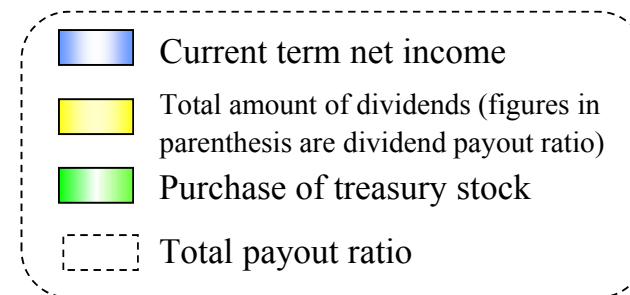 Current term net income
Total amount of dividends (figures in
parenthesis are dividend payout ratio)
Purchase of treasury stock
Total payout ratio